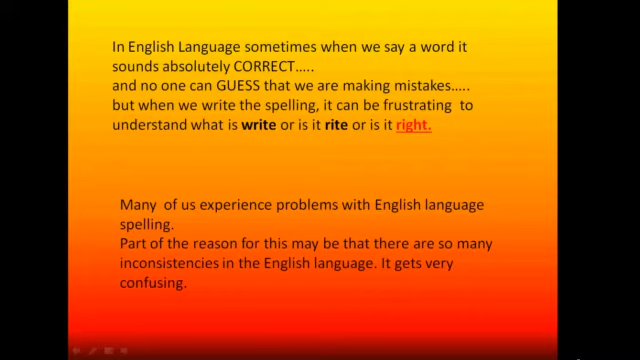 In English Language sometimes when we say a word it
sounds absolutely CORRECT.....
and no one can GUESS that we are making mistakes.....
but when we write the spelling, it can be frustrating to
understand what is write or is it rite or is it right.
Many of us experience problems with English language
spelling.
Part of the reason for this may be that there are so many
inconsistencies in the English language. It gets very
confusing.